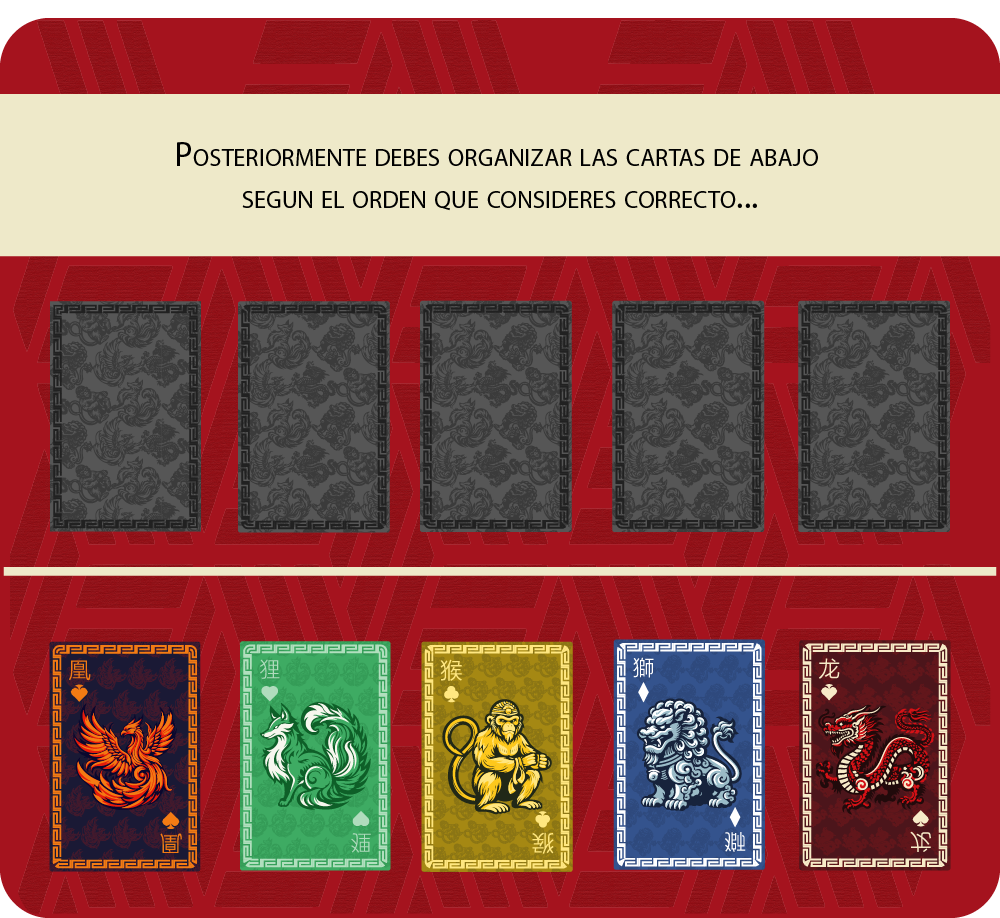 Posteriormente debes organizar las cartas de abajo
segun el orden que consideres correcto...
凰
狸
猴
獅
龙
凰
狸
猴
獅
龙